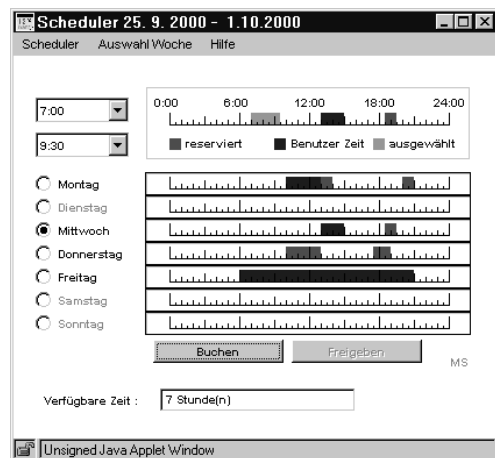 Scheduler 25. 9. 2000 - 1.10.2000
Scheduler Auswahl Woche Hilfe
7:00
0:00 6:00 12:00 18:00 24:00
9:30
reserviert Benutzer Zeit ausgewählt
Montag
Dienstag
Mittwoch
Donnerstag
Freitag
Samstag
Sonntag
Buchen Freigeben
MS
Verfügbare Zeit : 7 Stunde(n)
Unsigned Java Applet Window